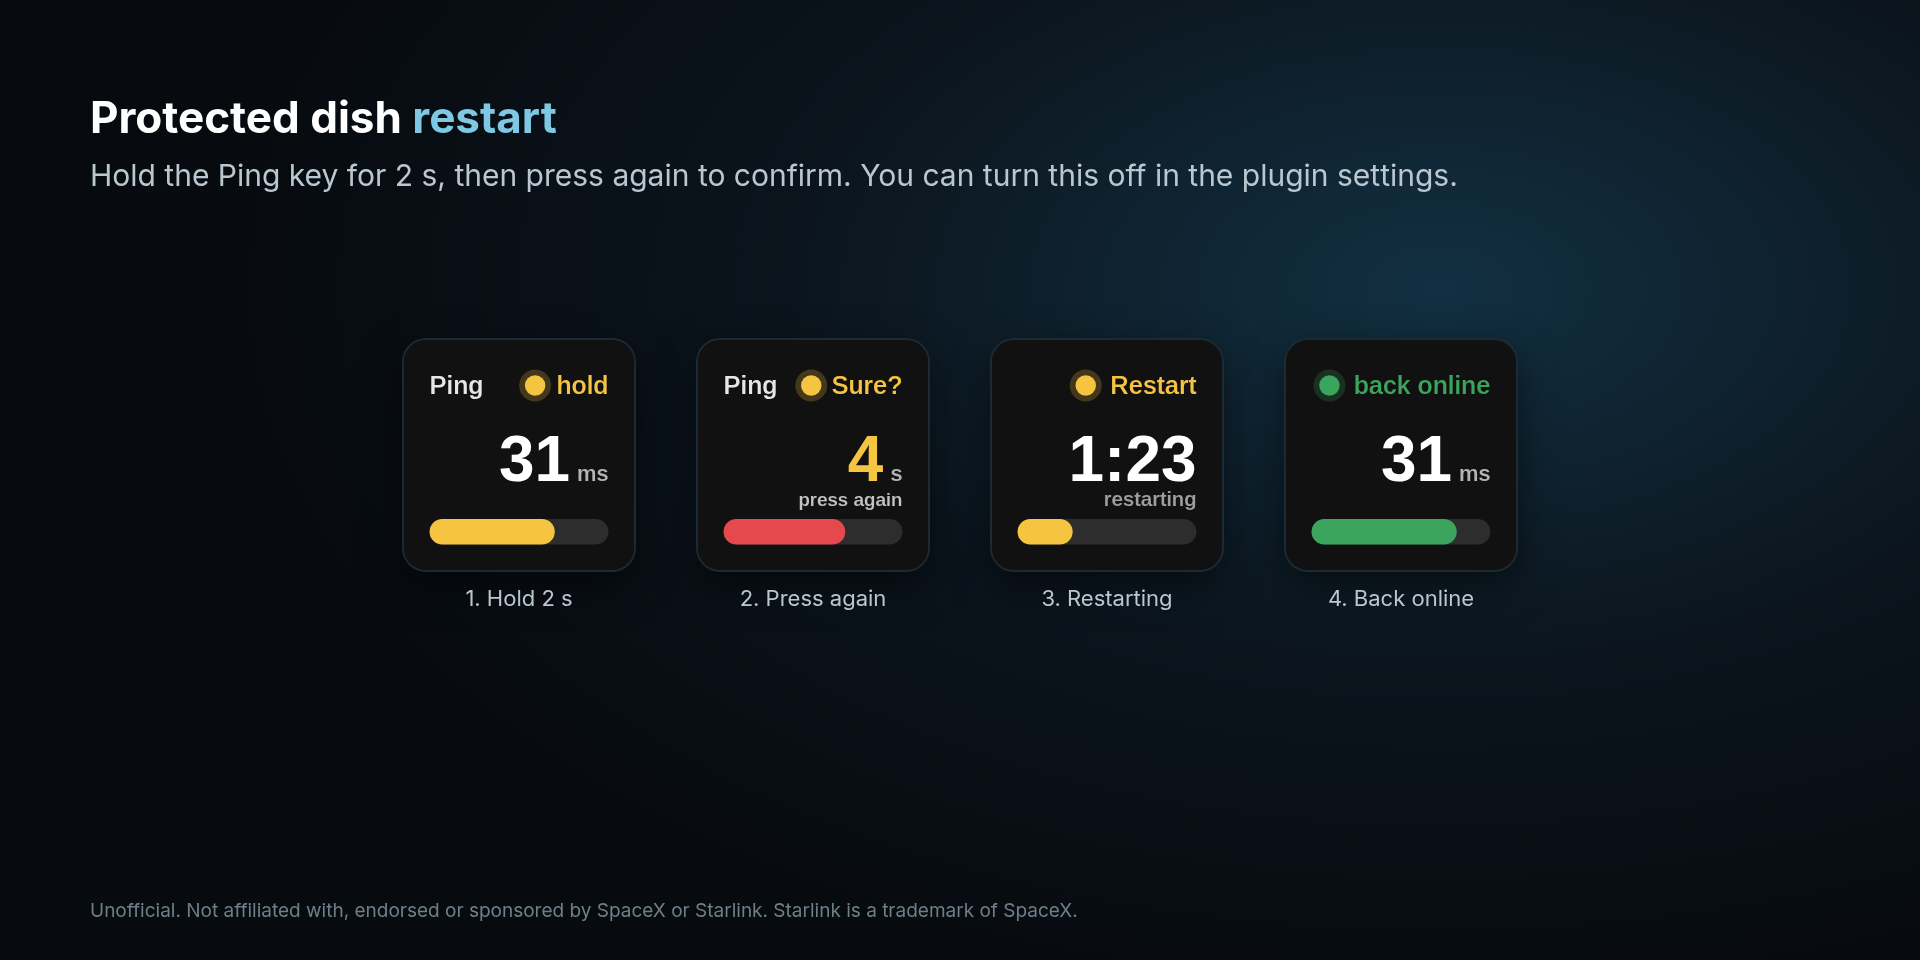 Protected dish restart
Hold the Ping key for 2 s, then press again to confirm. You can turn this off in the plugin settings.
Ping hold
31 ms
1. Hold 2 s
Ping Sure?
4 s
press again
2. Press again
Restart
1:23
restarting
3. Restarting
back online
31 ms
4. Back online
Unofficial. Not affiliated with, endorsed or sponsored by SpaceX or Starlink. Starlink is a trademark of SpaceX.